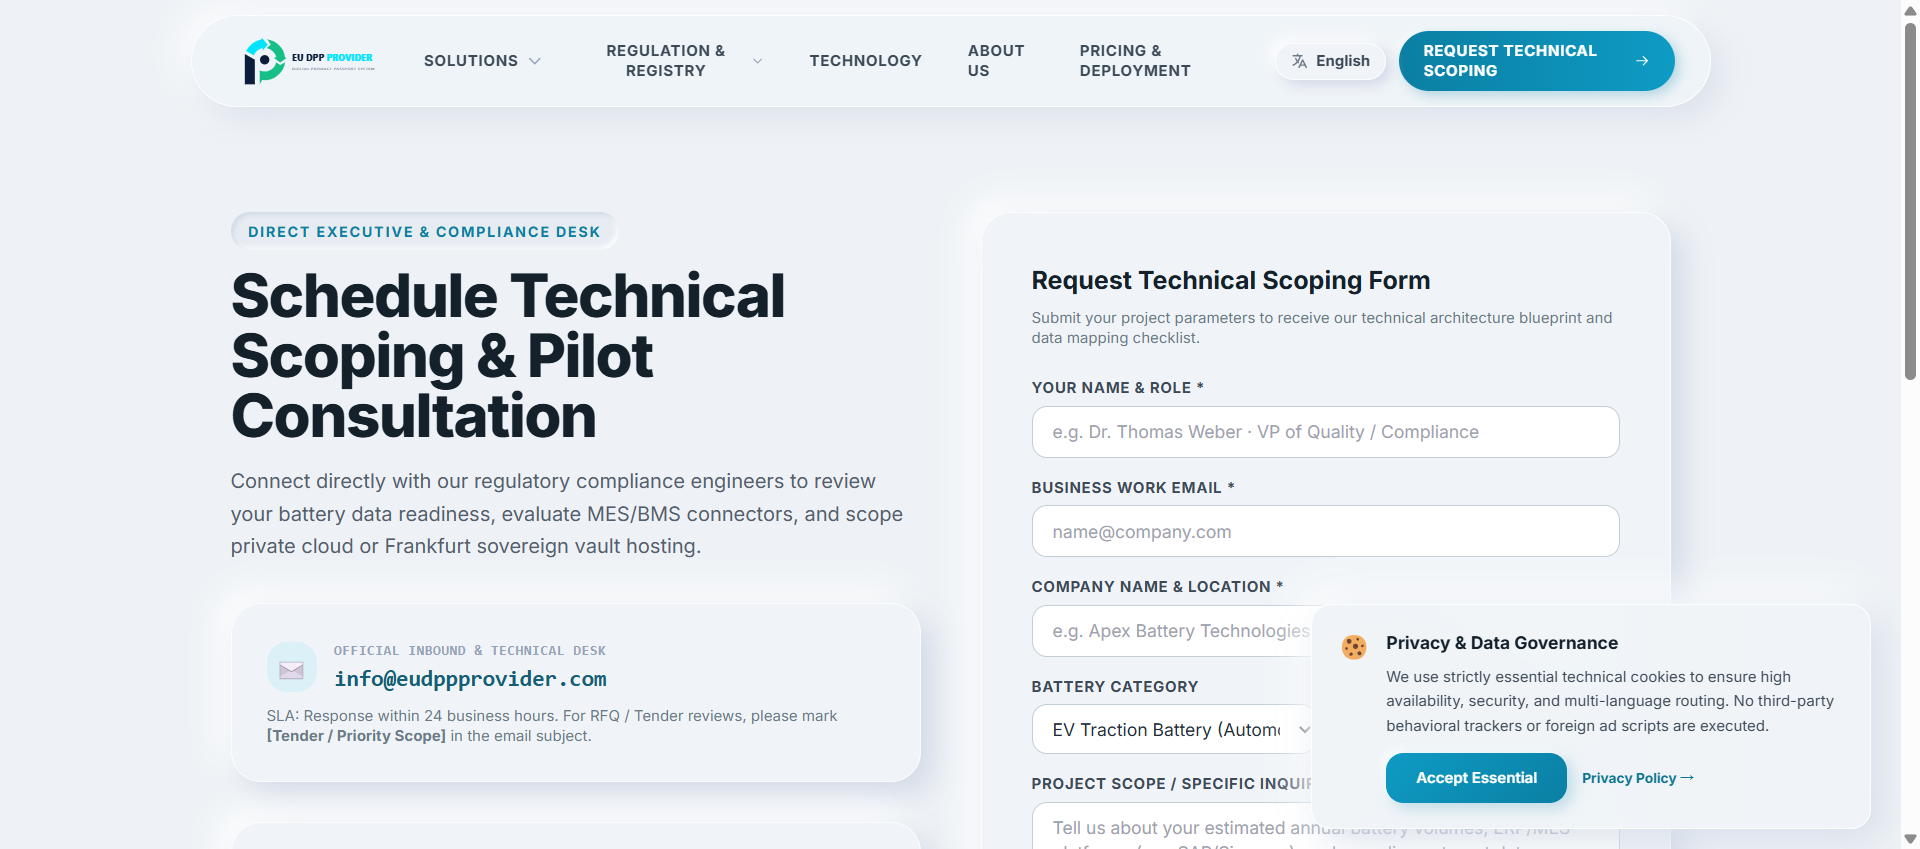 EU DPP PROVIDER
SOLUTIONS
REGULATION &
REGISTRY
TECHNOLOGY
ABOUT
US
PRICING &
DEPLOYMENT
English
REQUEST TECHNICAL
SCOPING
DIRECT EXECUTIVE & COMPLIANCE DESK
Schedule Technical
Scoping & Pilot
Consultation
Connect directly with our regulatory compliance engineers to review
your battery data readiness, evaluate MES/BMS connectors, and scope
private cloud or Frankfurt sovereign vault hosting.
OFFICIAL INBOUND & TECHNICAL DESK
info@eudppprovider.com
SLA: Response within 24 business hours. For RFQ / Tender reviews, please mark
[Tender / Priority Scope] in the email subject.
Request Technical Scoping Form
Submit your project parameters to receive our technical architecture blueprint and
data mapping checklist.
YOUR NAME & ROLE *
e.g. Dr. Thomas Weber · VP of Quality / Compliance
BUSINESS WORK EMAIL *
name@company.com
COMPANY NAME & LOCATION *
e.g. Apex Battery Technologies
BATTERY CATEGORY
EV Traction Battery (Autom
PROJECT SCOPE / SPECIFIC INQUI
Tell us about your estimated annual battery volumes, ERP/MES
Privacy & Data Governance
We use strictly essential technical cookies to ensure high
availability, security, and multi-language routing. No third-party
behavioral trackers or foreign ad scripts are executed.
Accept Essential
Privacy Policy →